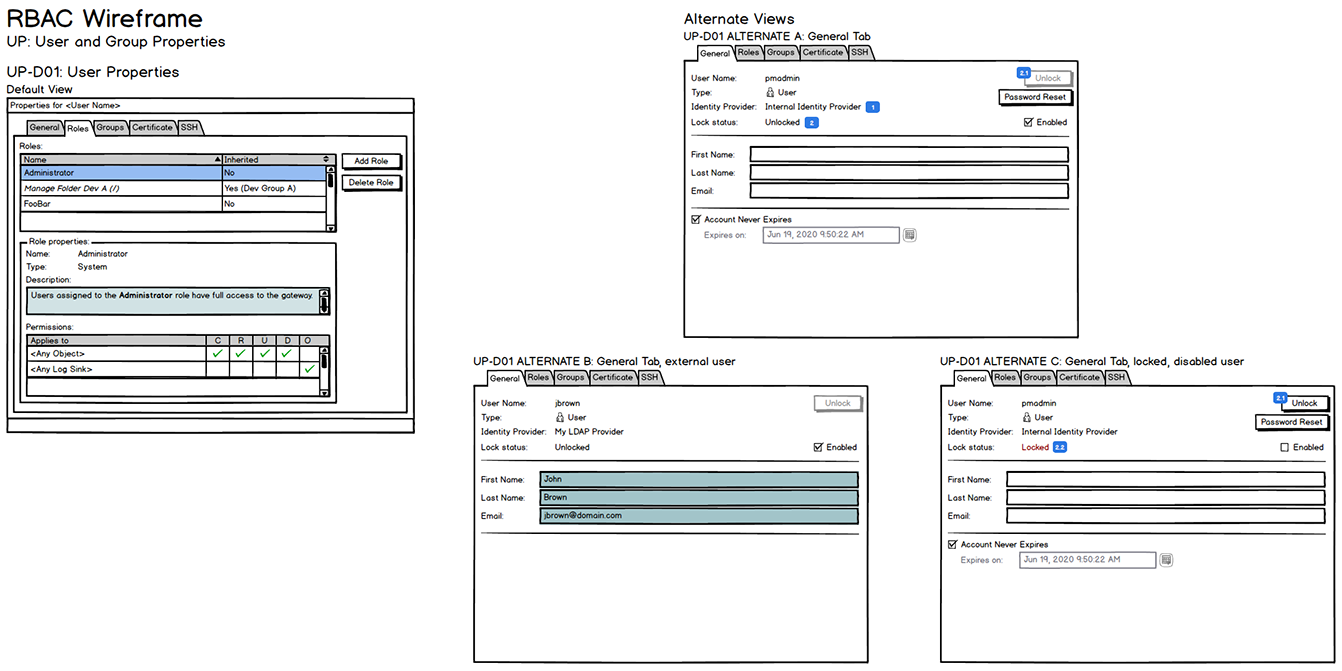 RBAC Wireframe
UP: User and Group Properties
UP-D01: User Properties
Default View
Properties for <User Name>
General Roles Groups Certificate SSH
Roles:
Name Inherited
Administrator No
Manage Folder Dev A (/) Yes (Dev Group A)
FooBar No
Add Role
Delete Role
Role properties:
Name: Administrator
Type: System
Description:
Users assigned to the Administrator role have full access to the gateway.
Permissions:
Applies to C R U D O
<Any Object>
<Any Log Sink>
Alternate Views
UP-D01 ALTERNATE A: General Tab
General Roles Groups Certificate SSH
User Name: pmadmin
2.1 Unlock
Type: User
Password Reset
Identity Provider: Internal Identity Provider 1
Lock status: Unlocked 2
Enabled
First Name:
Last Name:
Email:
Account Never Expires
Expires on: Jun 19, 2020 9:50:22 AM
UP-D01 ALTERNATE B: General Tab, external user
General Roles Groups Certificate SSH
User Name: jbrown
Unlock
Type: User
Identity Provider: My LDAP Provider
Lock status: Unlocked
Enabled
First Name: John
Last Name: Brown
Email: jbrown@domain.com
UP-D01 ALTERNATE C: General Tab, locked, disabled user
General Roles Groups Certificate SSH
User Name: pmadmin
2.1 Unlock
Type: User
Password Reset
Identity Provider: Internal Identity Provider
Lock status: Locked 2.2
Enabled
First Name:
Last Name:
Email:
Account Never Expires
Expires on: Jun 19, 2020 9:50:22 AM